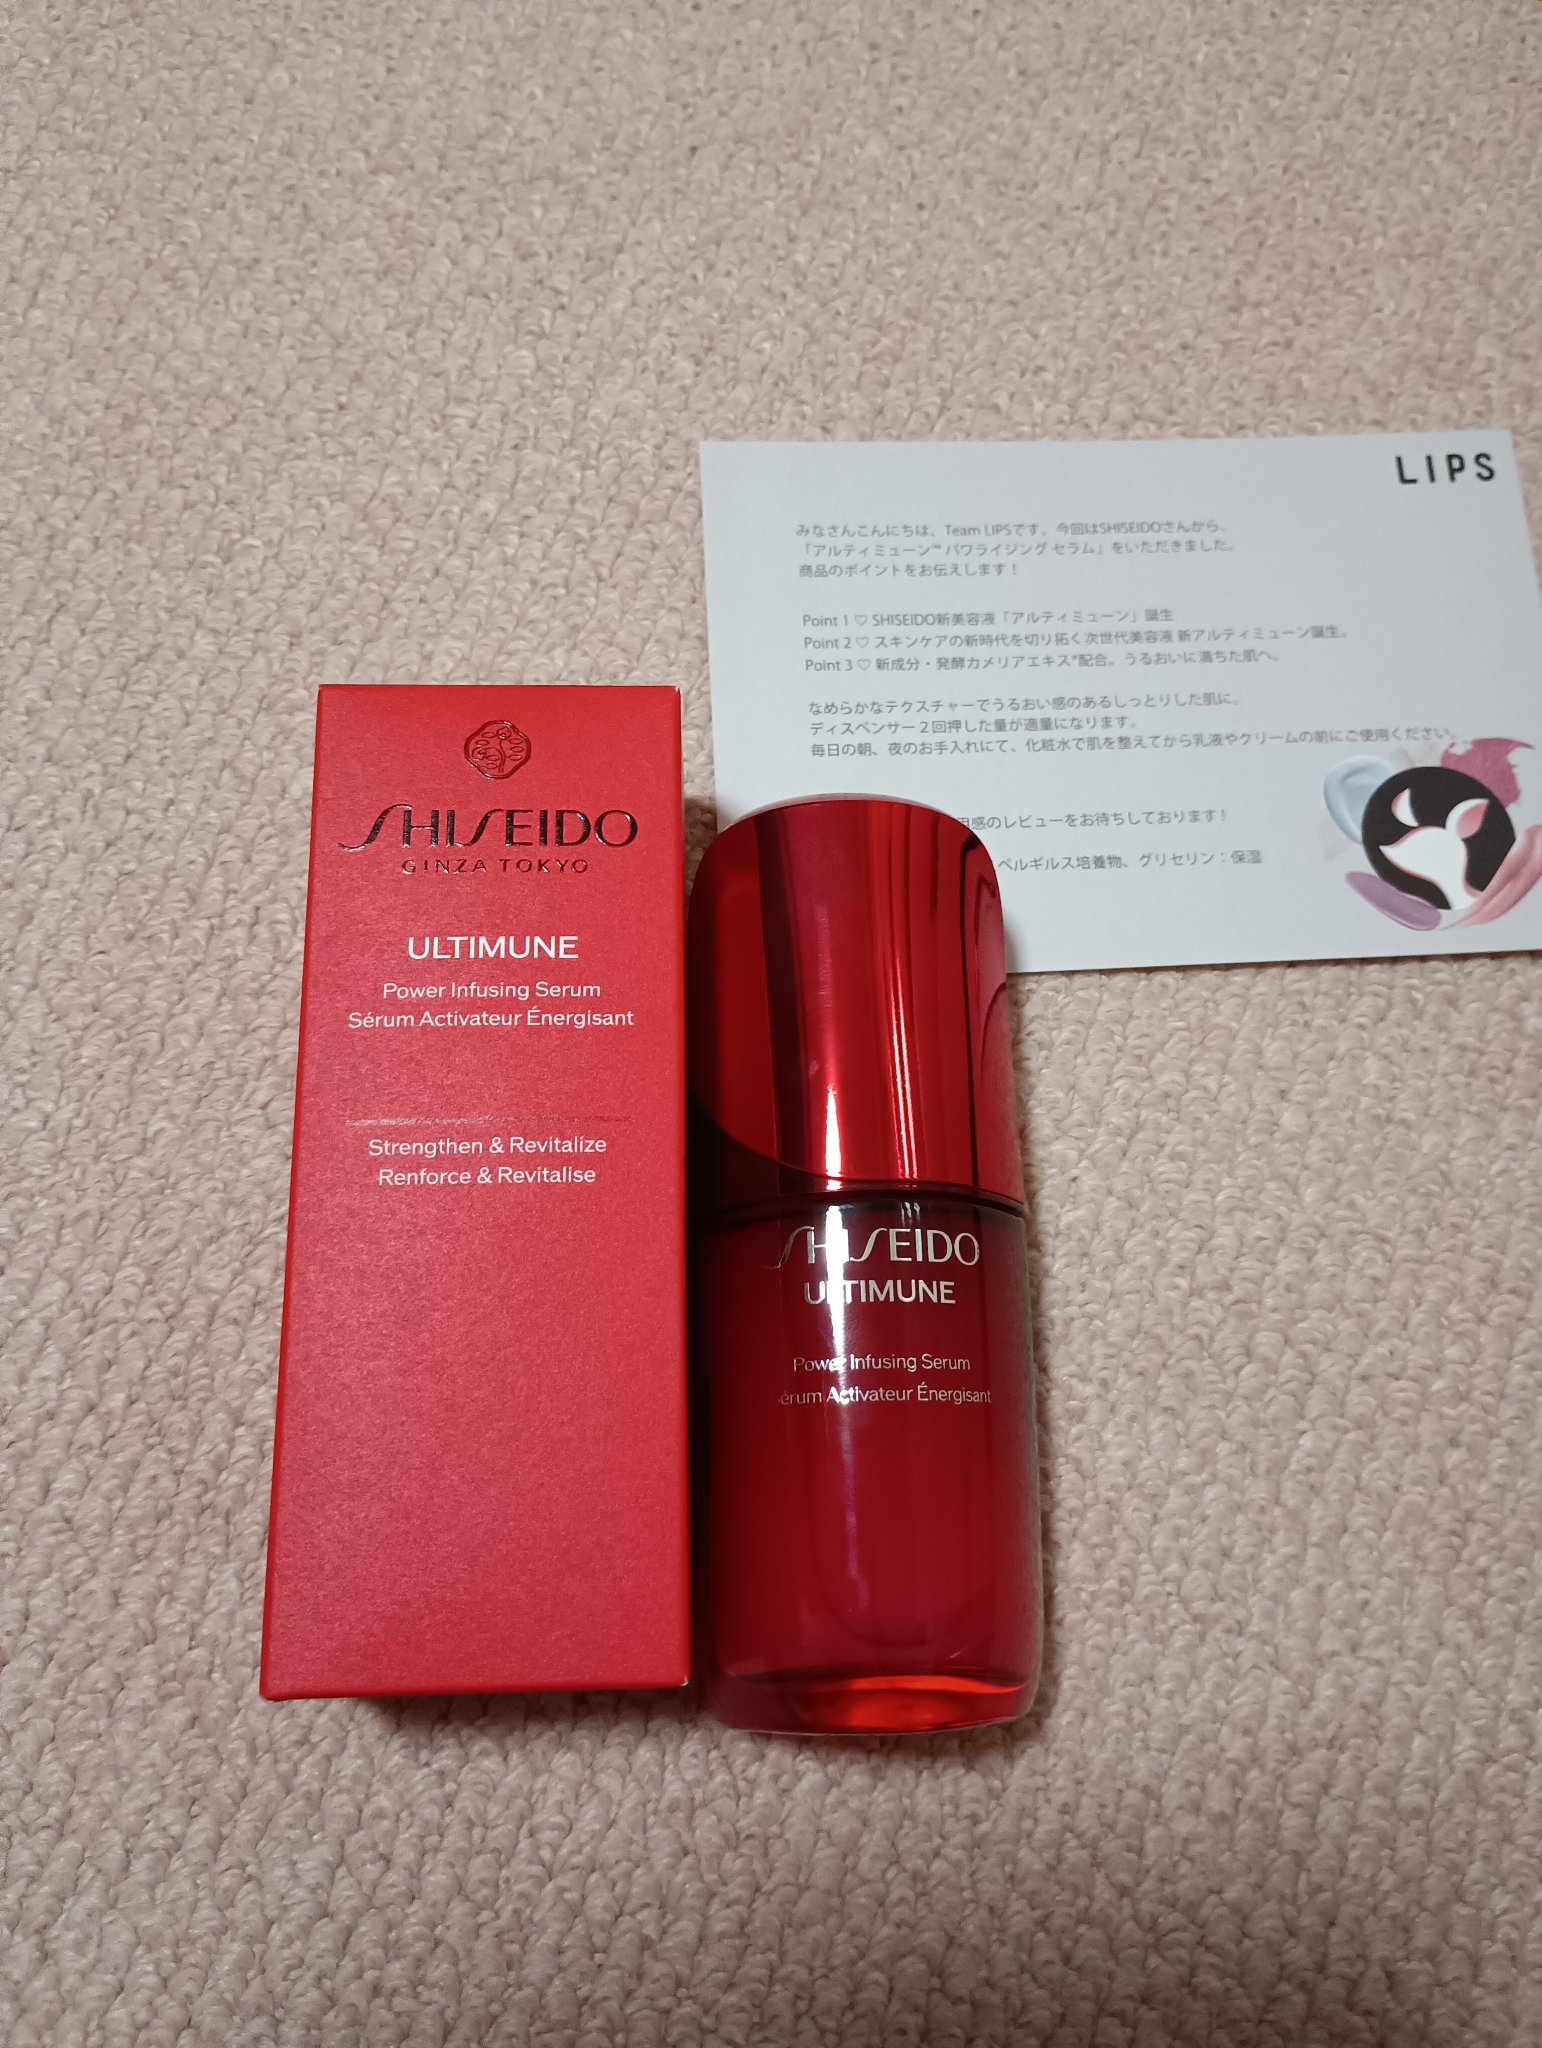 LIPS
みなさんこんにちは、Team LIPSです。今回はSHISEIDOさんから、
「アルティミューン™ パワライジング セラム」をいただきました。
商品のポイントをお伝えします！
Point 1 ♡ SHISEIDO新美容液「アルティミューン」誕生
Point 2 ♡ スキンケアの新時代を切り拓く次世代美容液 新アルティミューン誕生。
Point 3 ♡ 新成分・発酵カメリアエキス*配合。うるおいに満ちた肌へ。
なめらかなテクスチャーでうるおい感のあるしっとりした肌に。
ディスペンサー2回押した量が適量になります。
毎日の朝、夜のお手入れにて、化粧水で肌を整えてから乳液やクリームの前にご使用ください。
用感のレビューをお待ちしております！
ペルギルス培養物、グリセリン：保湿
SHISEIDO
GINZA TOKYO
ULTIMUNE
Power Infusing Serum
Sérum Activateur Énergisant
Strengthen & Revitalize
Renforce & Revitalise
SHISEIDO
ULTIMUNE
Power Infusing Serum
Sérum Activateur Énergisant